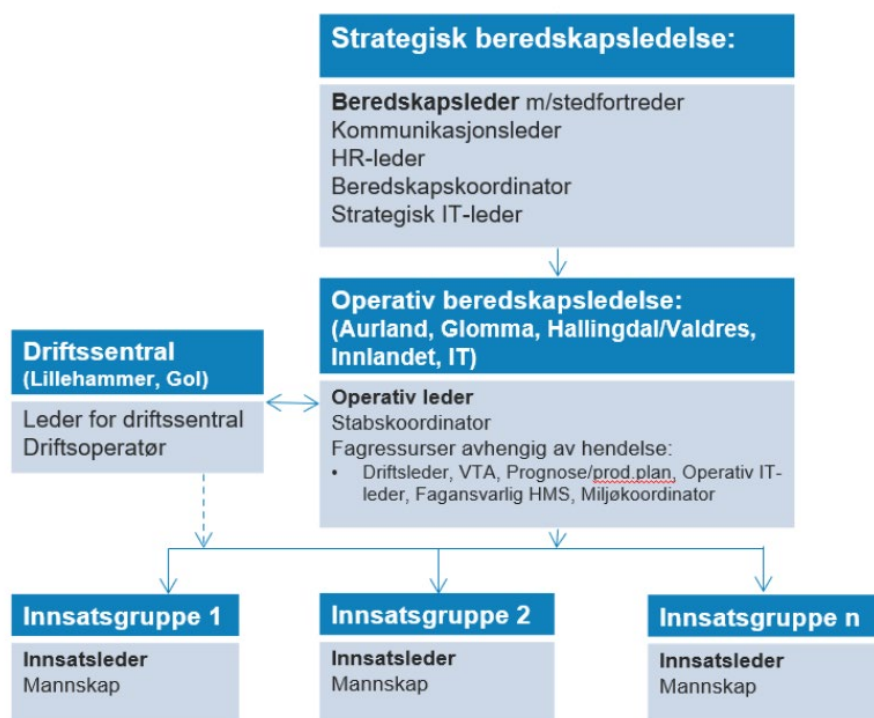 Strategisk beredskapsledelse:
Beredskapsleder m/stedfortreder
Kommunikasjonsleder
HR-leder
Beredskapskoordinator
Strategisk IT-leder
Operativ beredskapsledelse:
(Aurland, Glomma, Hallingdal/Valdres,
Innlandet, IT)
Driftssentral
(Lillehammer, Gol)
Leder for driftssentral
Driftsoperatør
Operativ leder
Stabskoordinator
Fagressurser avhengig av hendelse:
• Driftsleder, VTA, Prognose/prod.plan, Operativ IT-
leder, Fagansvarlig HMS, Miljøkoordinator
Innsatsgruppe 1
Innsatsleder
Mannskap
Innsatsgruppe 2
Innsatsleder
Mannskap
Innsatsgruppe n
Innsatsleder
Mannskap